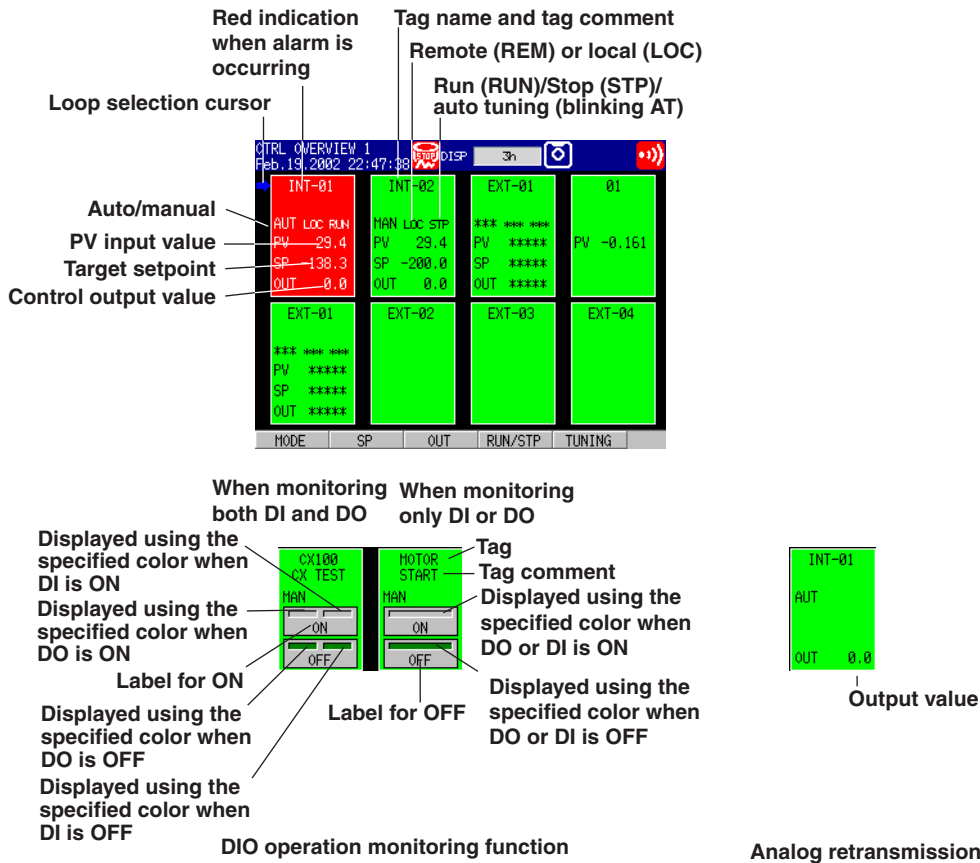 Red indication
when alarm is
occurring
Tag name and tag comment
Remote (REM) or local (LOC)
Run (RUN)/Stop (STP)/
auto tuning (blinking AT)
Loop selection cursor
CTRL OVERVIEW 1
Feb.19.2002 22:47:38
STOP
DISP
3h
INT-01
INT-02
EXT-01
01
Auto/manual
AUT LOC RUN
MAN LOC STP
*** *** ***
PV input value
PV 29.4
PV 29.4
PV *****
PV -0.161
Target setpoint
SP -138.3
SP -200.0
SP *****
Control output value
OUT 0.0
OUT 0.0
OUT *****
EXT-01
EXT-02
EXT-03
EXT-04
*** *** ***
PV *****
SP *****
OUT *****
MODE SP OUT RUN/STP TUNING
When monitoring
both DI and DO
When monitoring
only DI or DO
Displayed using the
specified color when
DI is ON
Displayed using the
specified color when
DO is ON
Label for ON
Displayed using the
specified color when
DO is OFF
Displayed using the
specified color when
DI is OFF
CX100
CX TEST
MAN
ON
OFF
MOTOR
START
MAN
ON
OFF
Tag
Tag comment
Displayed using the
specified color when
DO or DI is ON
Label for OFF
Displayed using the
specified color when
DO or DI is OFF
INT-01
AUT
OUT 0.0
Output value
DIO operation monitoring function
Analog retransmission